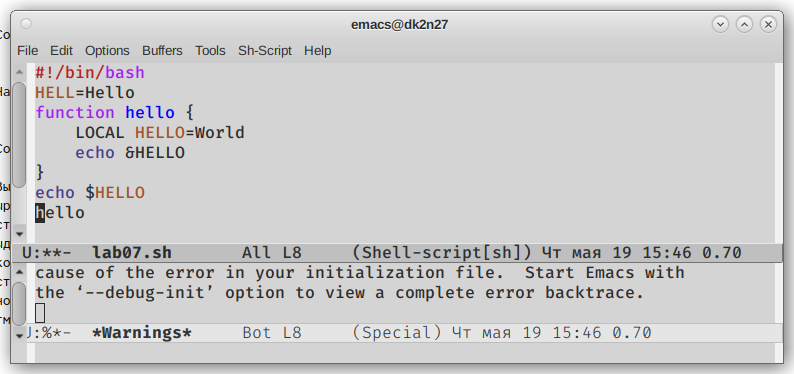 emacs@dk2n27
File Edit Options Buffers Tools Sh-Script Help
#!/bin/bash
HELL=Hello
function hello {
    LOCAL HELLO=World
    echo &HELLO
}
echo $HELLO
hello
U:**-  lab07.sh       All L8     (Shell-script[sh]) Чт мая 19 15:46 0.70
cause of the error in your initialization file.  Start Emacs with
the ‘--debug-init’ option to view a complete error backtrace.
U:%*-  *Warnings*     Bot L8     (Special) Чт мая 19 15:46 0.70